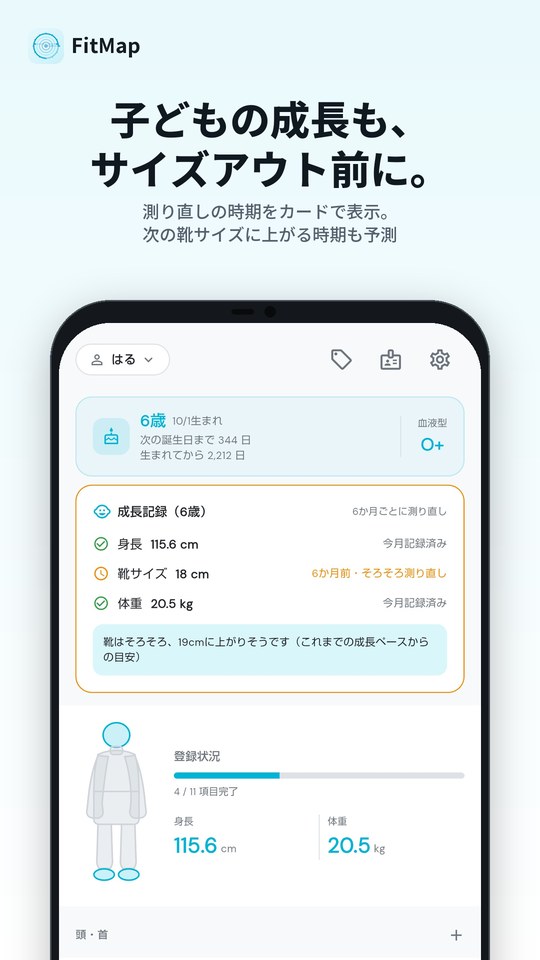 FitMap
子どもの成長も、
サイズアウト前に。
測り直しの時期をカードで表示。
次の靴サイズに上がる時期も予測
はる
6歳 10/1生まれ
次の誕生日まで 344 日
生まれてから 2,212 日
血液型
O+
成長記録（6歳）
6か月ごとに測り直し
身長 115.6 cm
今月記録済み
靴サイズ 18 cm
6か月前・そろそろ測り直し
体重 20.5 kg
今月記録済み
靴はそろそろ、19cmに上がりそうです（これまでの成長ペースから
の目安）
登録状況
4 / 11 項目完了
身長
115.6 cm
体重
20.5 kg
頭・首